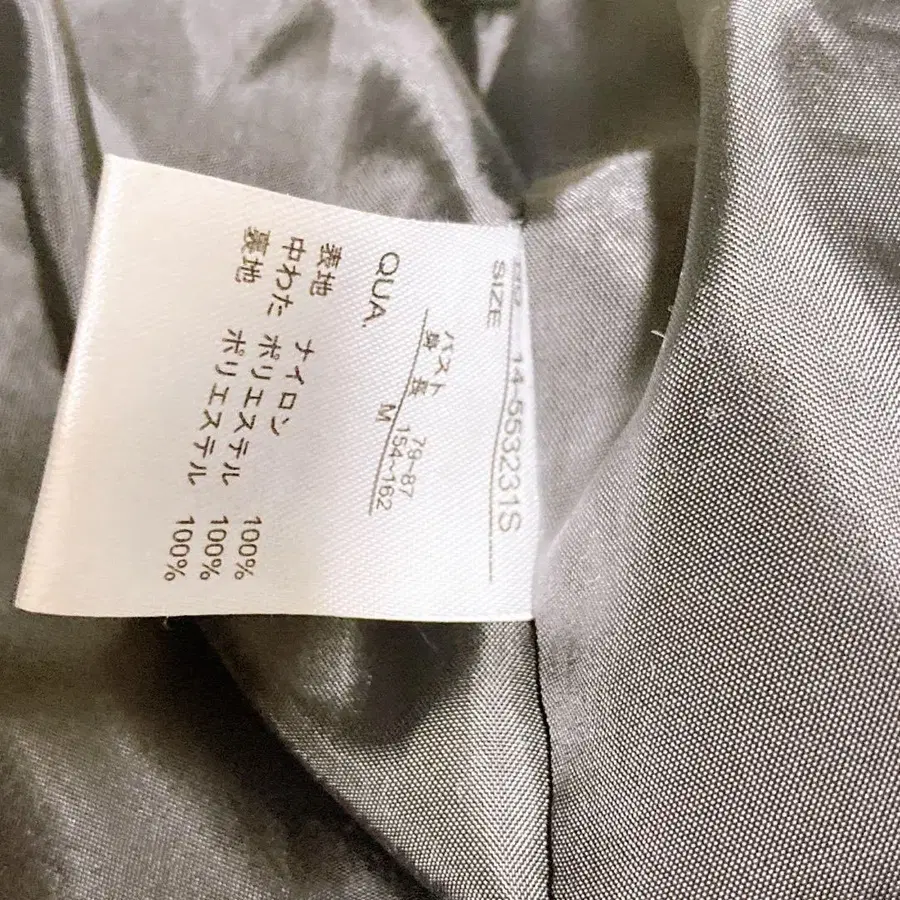 14-553231S
SIZE
バスト 79~87
身長 154~162
M
QUA.
表地 ナイロン 100%
中わた ポリエステル 100%
裏地 ポリエステル 100%